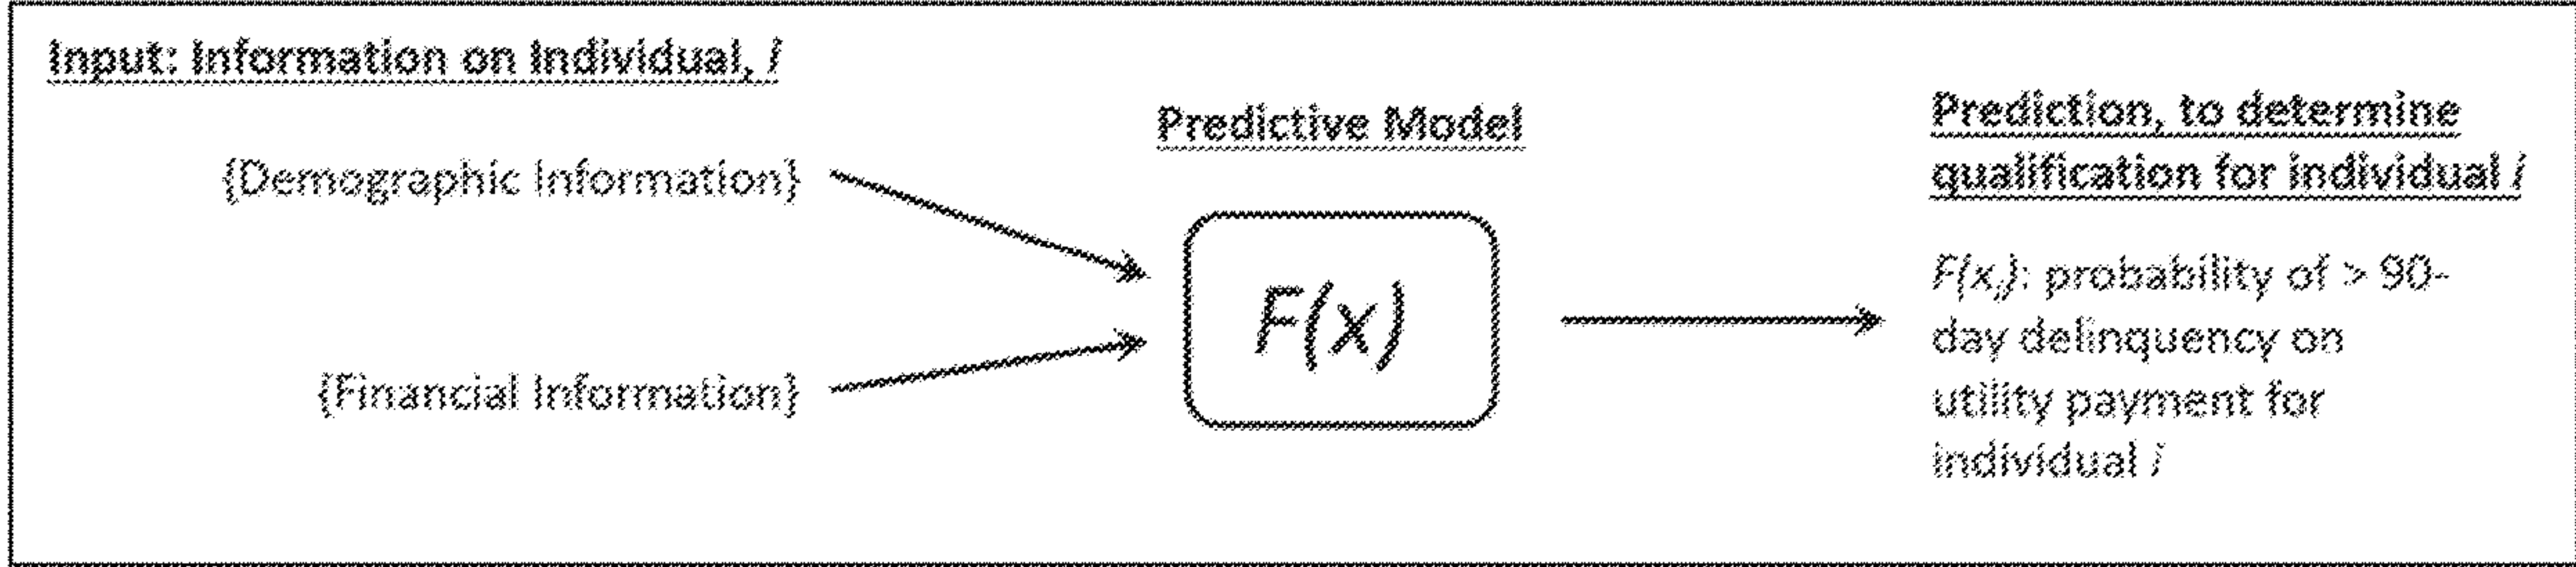 Input: Information on Individual, i
{Demographic Information}
{Financial Information}
Predictive Model
F(x)
Prediction, to determine
qualification for individual i
F(xᵢ): probability of > 90-
day delinquency on
utility payment for
individual i